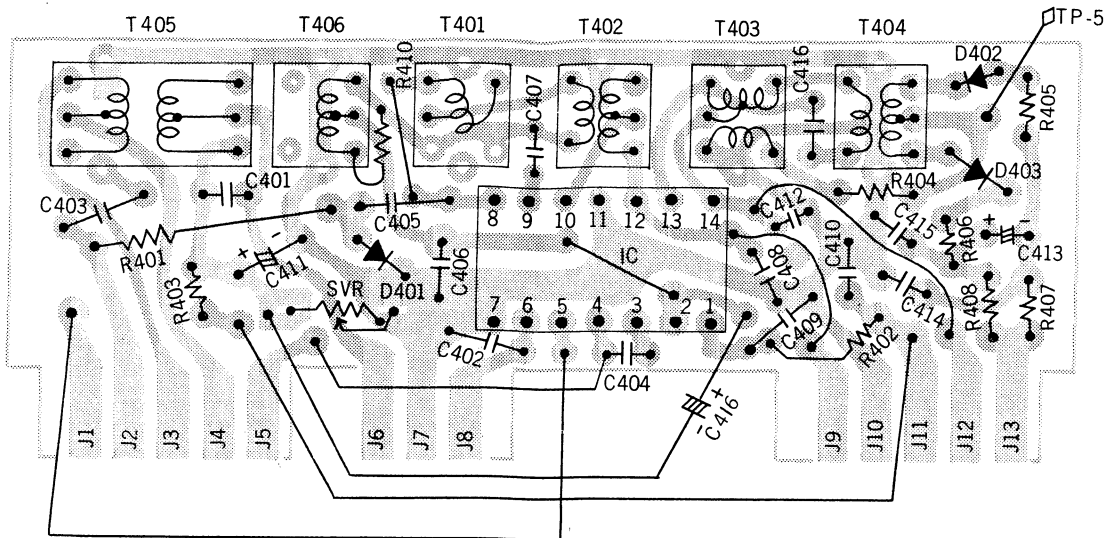 T405 T406 T401 T402 T403 T404 TP-5
R410 C407 C416 D402 R405
C403 C401 C405 R404 D403
8 9 10 11 12 13 14
C412 C415 R406 + - C413
R401 + - C411 D401 C406 IC C408 C410
R403 SVR C414 R408 R407
7 6 5 4 3 2 1
C402 C404 C409 R402
+ - C416
J1 J2 J3 J4 J5 J6 J7 J8 J9 J10 J11 J12 J13